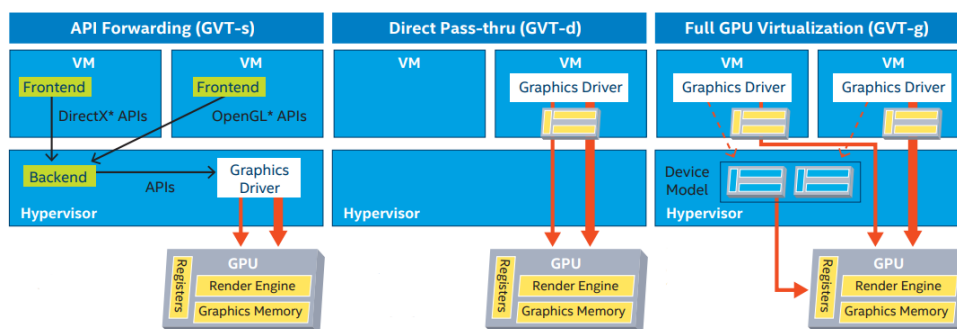 API Forwarding (GVT-s)
VM
VM
Frontend
Frontend
DirectX* APIs
OpenGL* APIs
Backend
APIs
Graphics
Driver
Hypervisor
GPU
Registers
Render Engine
Graphics Memory
Direct Pass-thru (GVT-d)
VM
VM
Graphics Driver
Hypervisor
GPU
Registers
Render Engine
Graphics Memory
Full GPU Virtualization (GVT-g)
VM
VM
Graphics Driver
Graphics Driver
Device
Model
Hypervisor
GPU
Registers
Render Engine
Graphics Memory